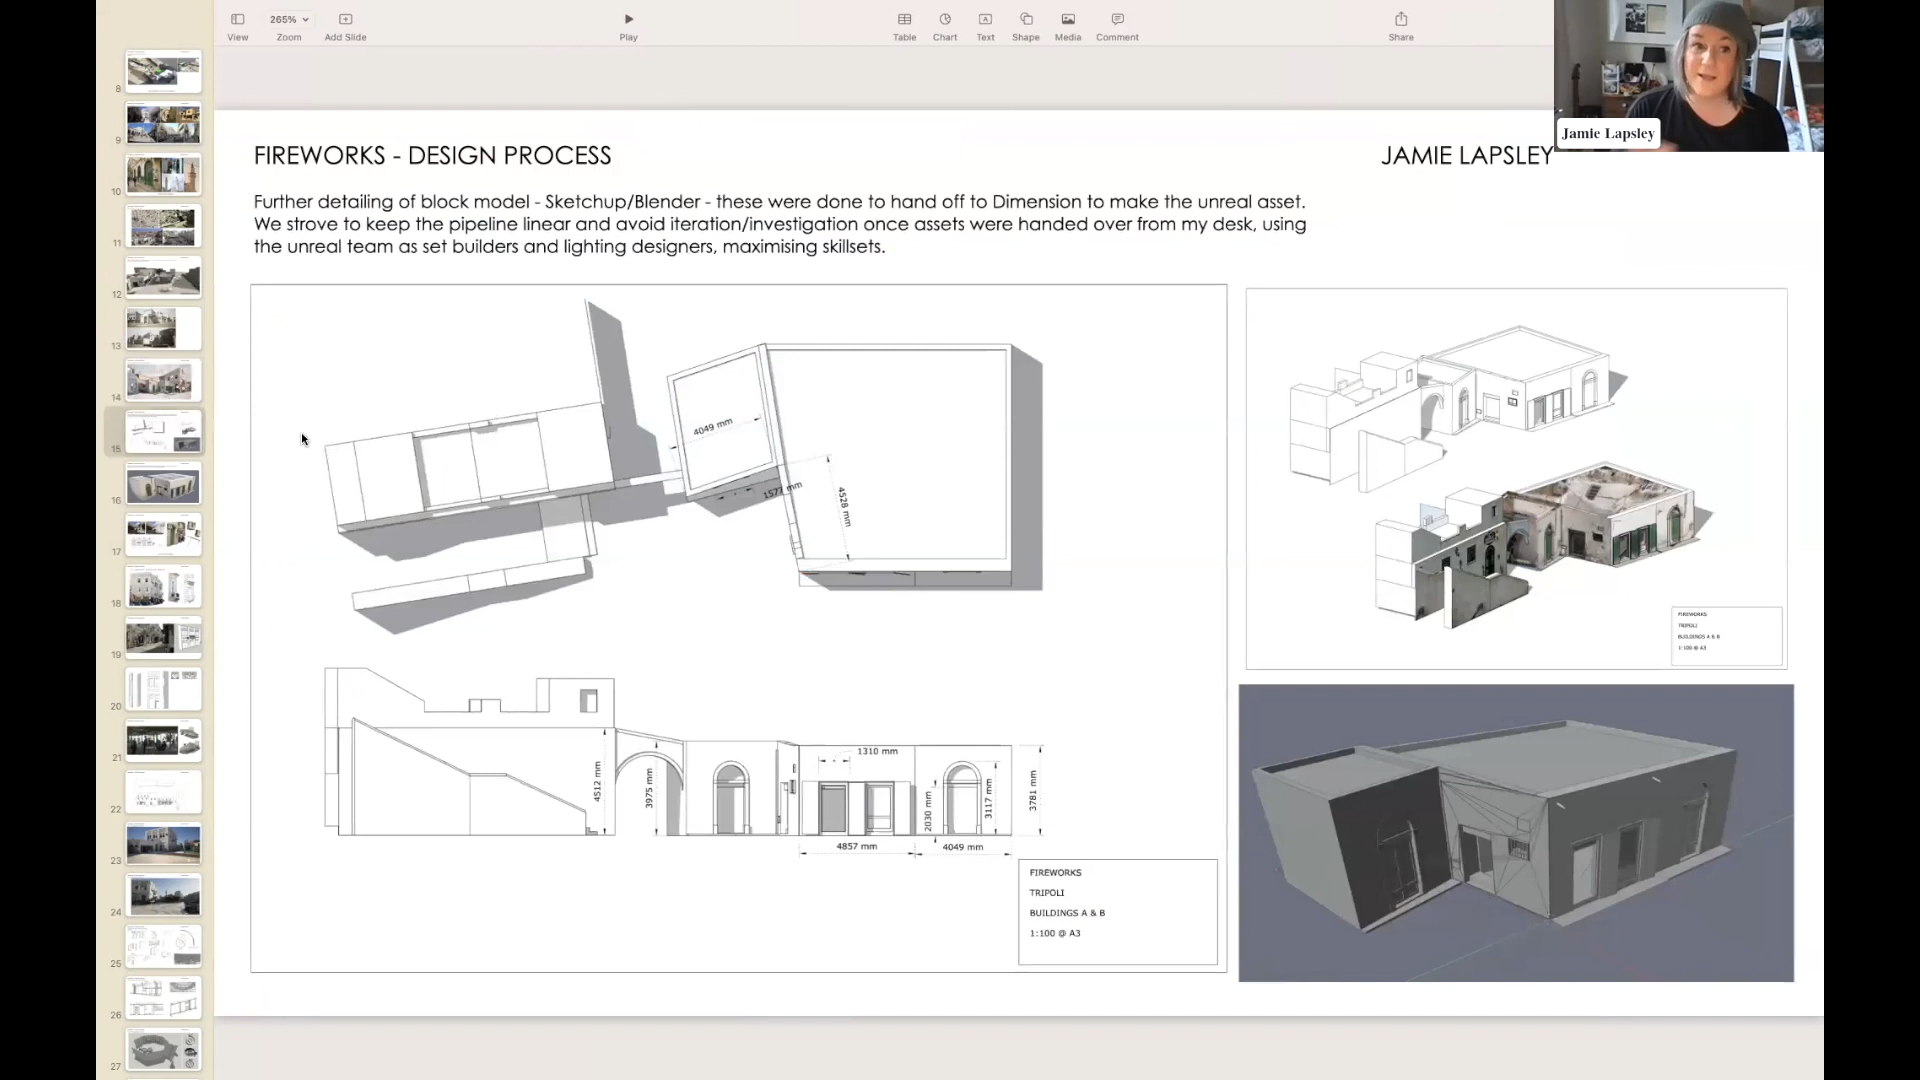 265%
View
Zoom
Add Slide
Play
Table
Chart
Text
Shape
Media
Comment
Share
Jamie Lapsley
FIREWORKS - DESIGN PROCESS
JAMIE LAPSLEY
Further detailing of block model - Sketchup/Blender - these were done to hand off to Dimension to make the unreal asset.
We strove to keep the pipeline linear and avoid iteration/investigation once assets were handed over from my desk, using
the unreal team as set builders and lighting designers, maximising skillsets.
4049 mm
1577 mm
4528 mm
4512 mm
3975 mm
1310 mm
2030 mm
3117 mm
3781 mm
4857 mm
4049 mm
FIREWORKS
TRIPOLI
BUILDINGS A & B
1:100 @ A3
FIREWORKS
TRIPOLI
BUILDINGS A & B
1:100 @ A3
8
9
10
11
12
13
14
15
16
17
18
19
20
21
22
23
24
25
26
27